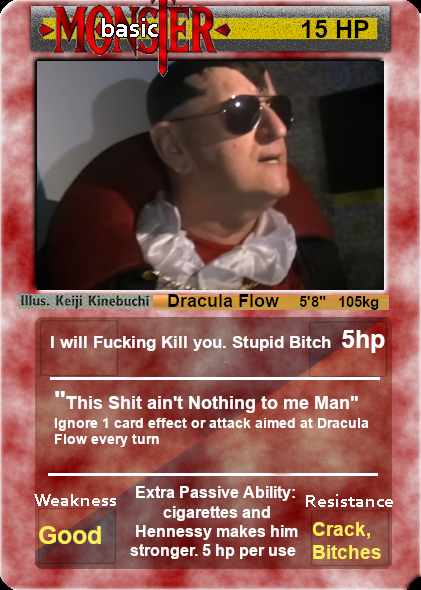 MONSTER
basic
15 HP
Illus. Keiji Kinebuchi
Dracula Flow 5'8" 105kg
I will Fucking Kill you. Stupid Bitch 5hp
"This Shit ain't Nothing to me Man"
Ignore 1 card effect or attack aimed at Dracula
Flow every turn
Weakness
Good
Extra Passive Ability:
cigarettes and
Hennessy makes him
stronger. 5 hp per use
Resistance
Crack,
Bitches